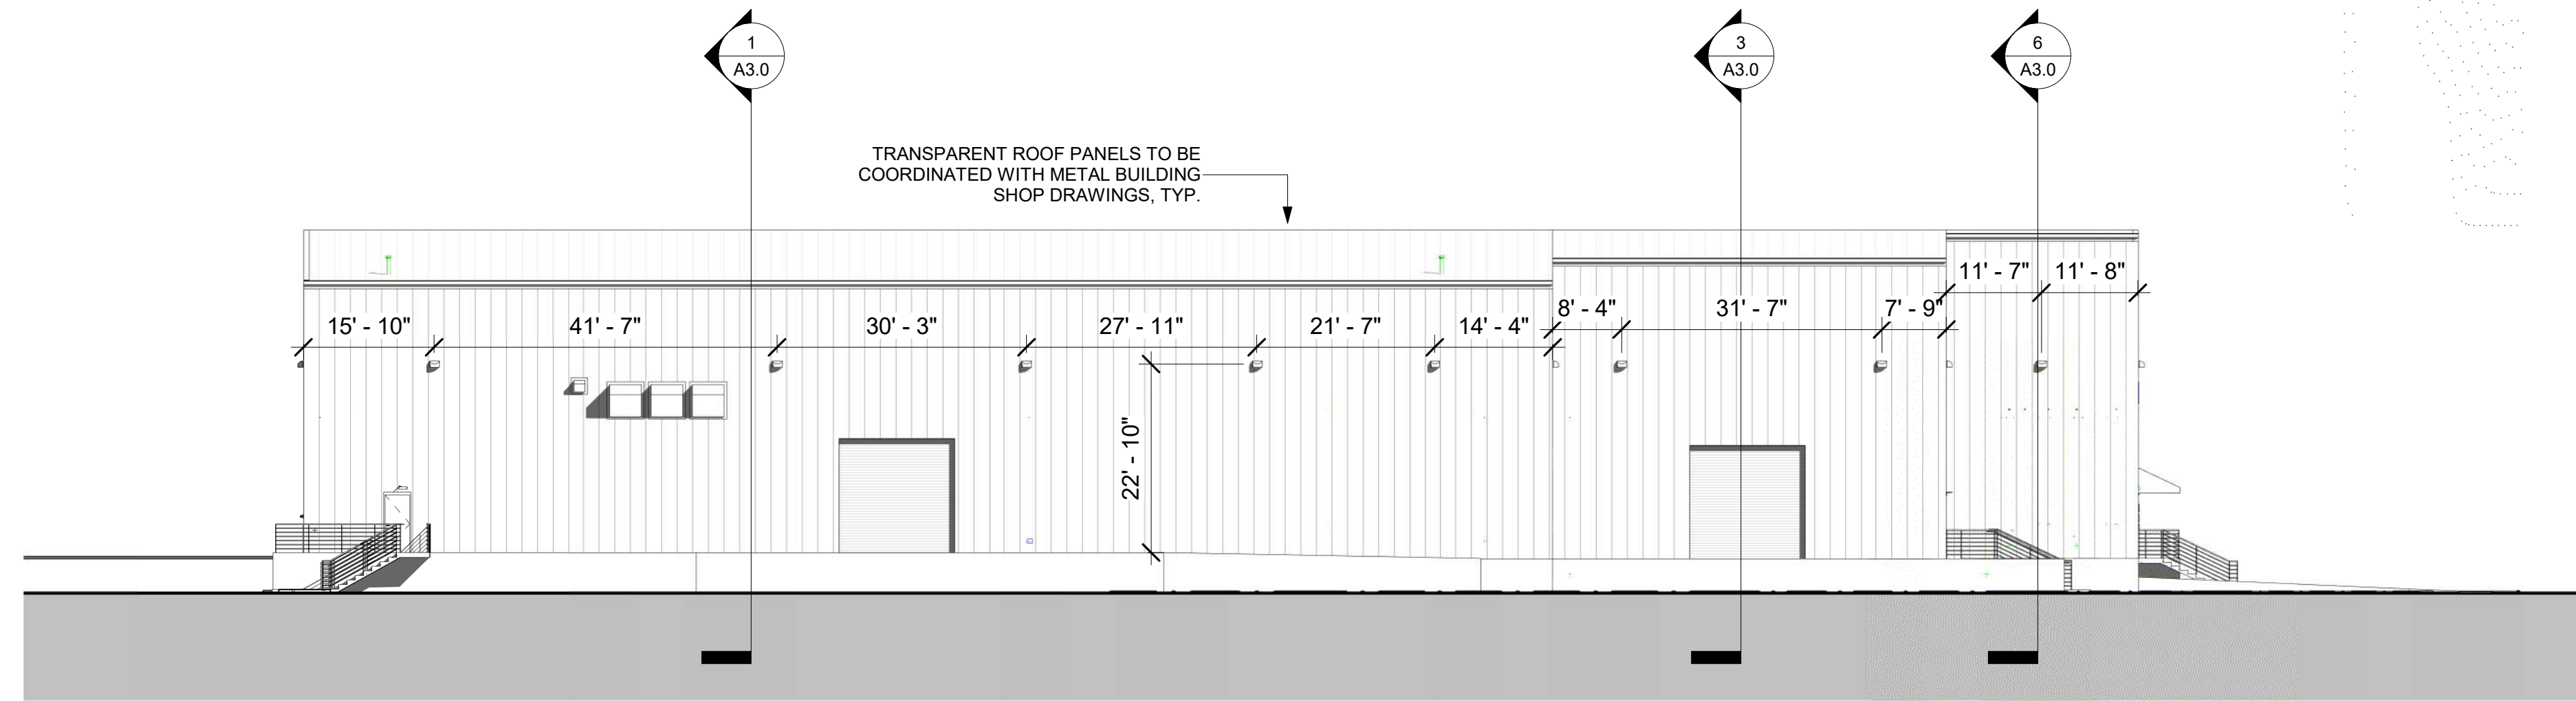 1
A3.0
3
A3.0
6
A3.0
TRANSPARENT ROOF PANELS TO BE
COORDINATED WITH METAL BUILDING
SHOP DRAWINGS, TYP.
11' - 7"
11' - 8"
15' - 10"
41' - 7"
30' - 3"
27' - 11"
21' - 7"
14' - 4"
8' - 4"
31' - 7"
7' - 9"
22' - 10"